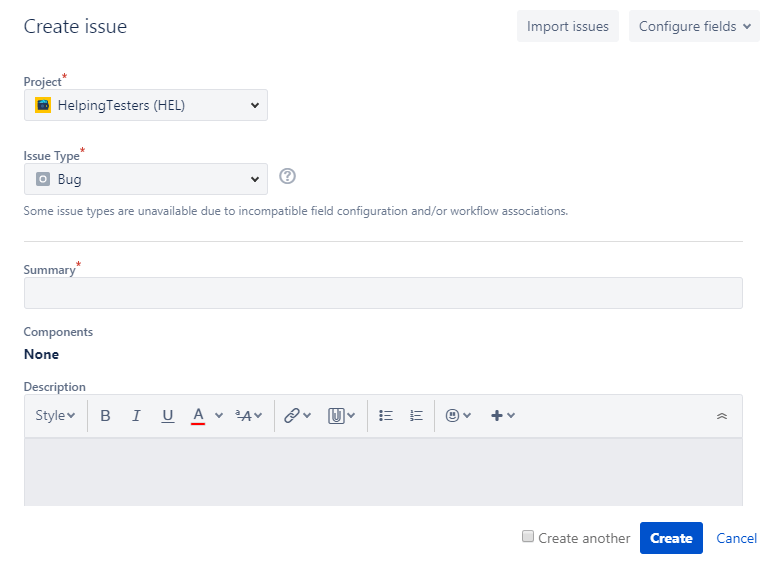 Create issue
Import issues
Configure fields
Project*
HelpingTesters (HEL)
Issue Type*
Bug
?
Some issue types are unavailable due to incompatible field configuration and/or workflow associations.
Summary*
Components
None
Description
Style B I U A ªA
Create another
Create
Cancel